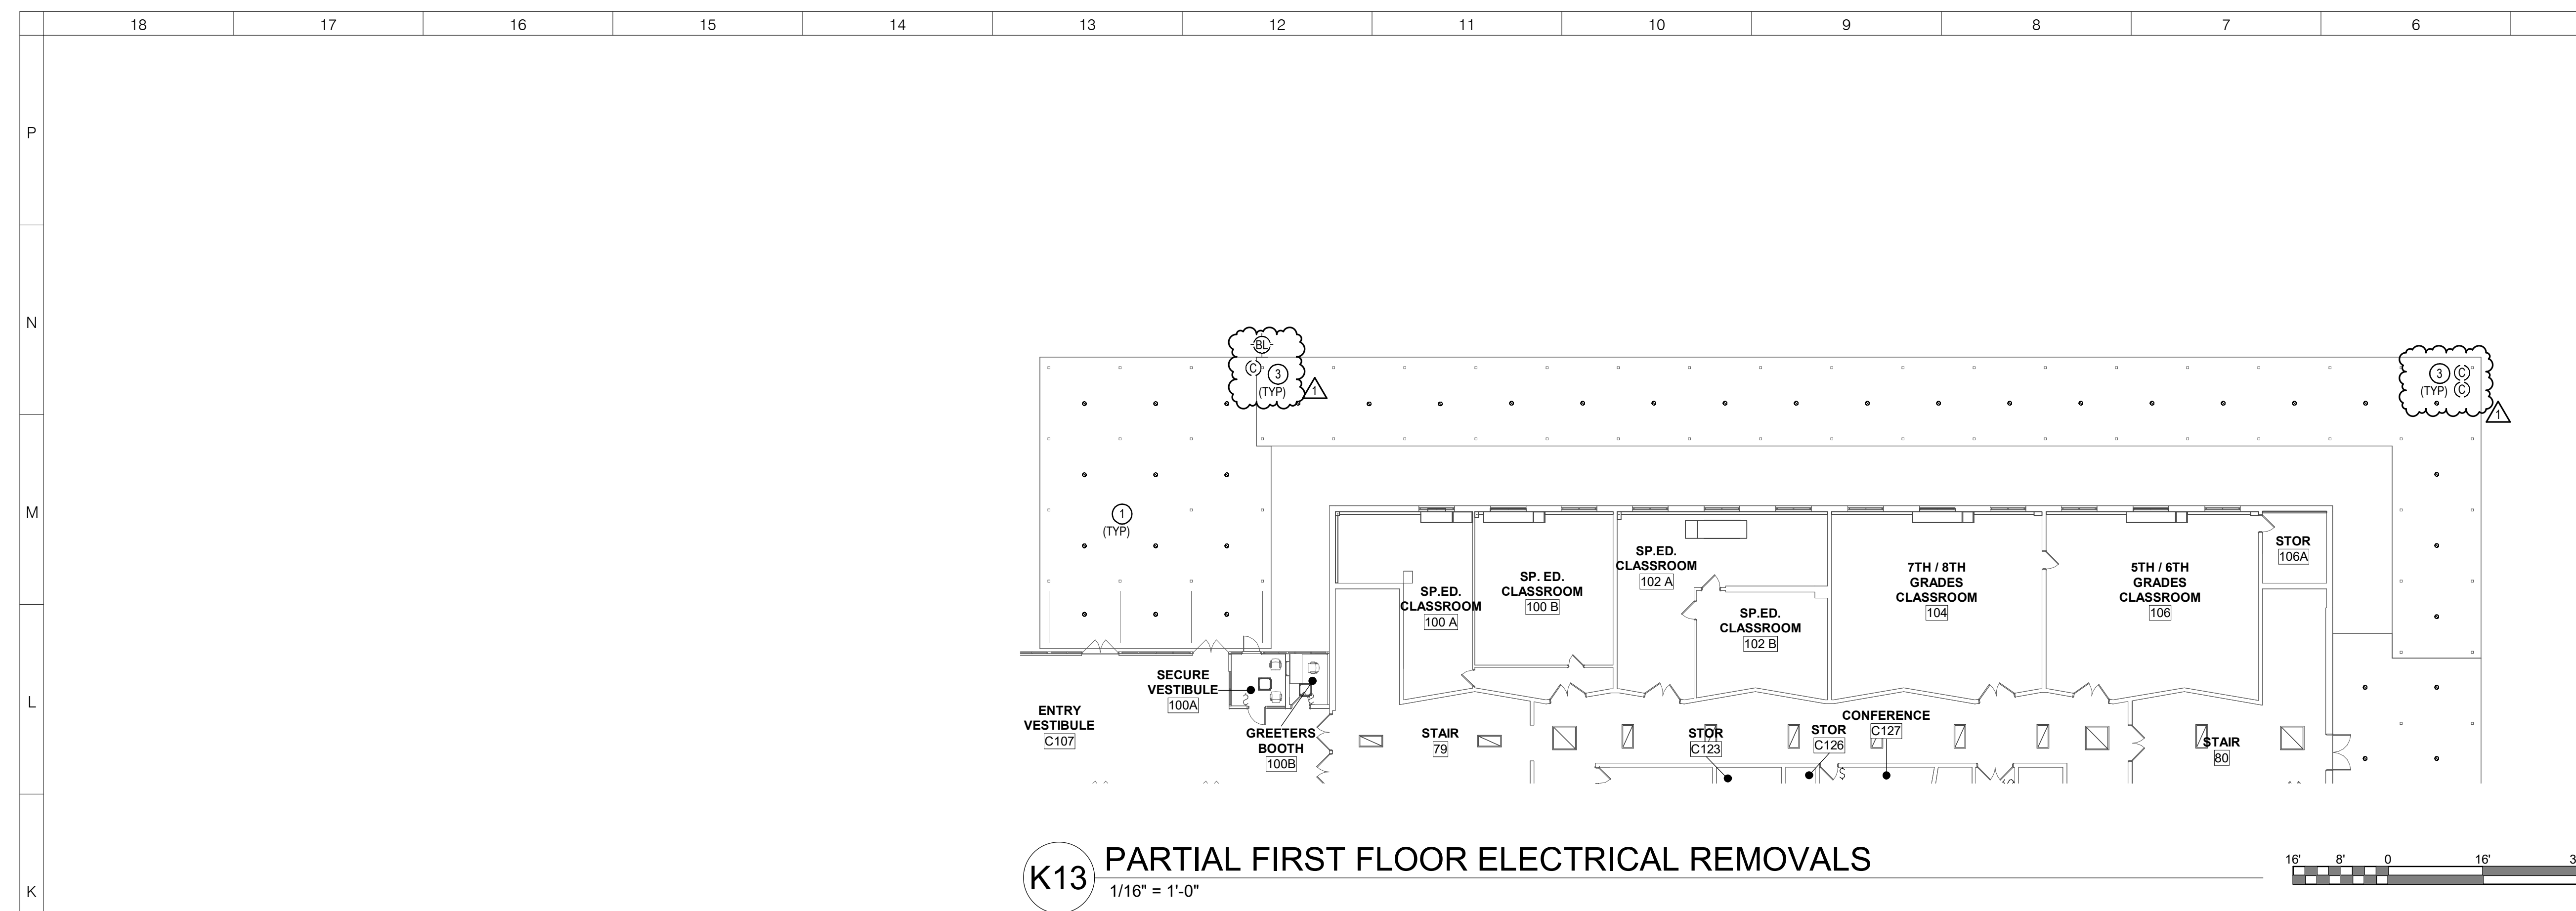 18 17 16 15 14 13 12 11 10 9 8 7 6
P
N
M
L
K
BL
C
3
(TYP)
1
3
(TYP)
C
C
1
1
(TYP)
SP.ED.
CLASSROOM
100 A
SP. ED.
CLASSROOM
100 B
SP.ED.
CLASSROOM
102 A
SP.ED.
CLASSROOM
102 B
7TH / 8TH
GRADES
CLASSROOM
104
5TH / 6TH
GRADES
CLASSROOM
106
STOR
106A
SECURE
VESTIBULE
100A
ENTRY
VESTIBULE
C107
GREETERS
BOOTH
100B
STAIR
79
STOR
C123
STOR
C126
CONFERENCE
C127
$
STAIR
80
K13
PARTIAL FIRST FLOOR ELECTRICAL REMOVALS
1/16" = 1'-0"
16' 8' 0 16'